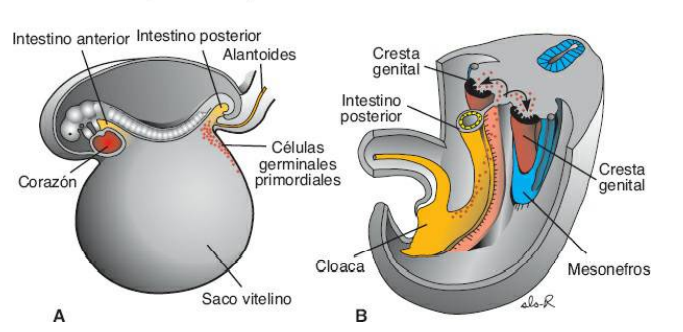 Intestino anterior
Intestino posterior
Alantoides
Células
germinales
primordiales
Corazón
Saco vitelino
A
Cresta
genital
Intestino
posterior
Cresta
genital
Cloaca
Mesonefros
sls-R
B